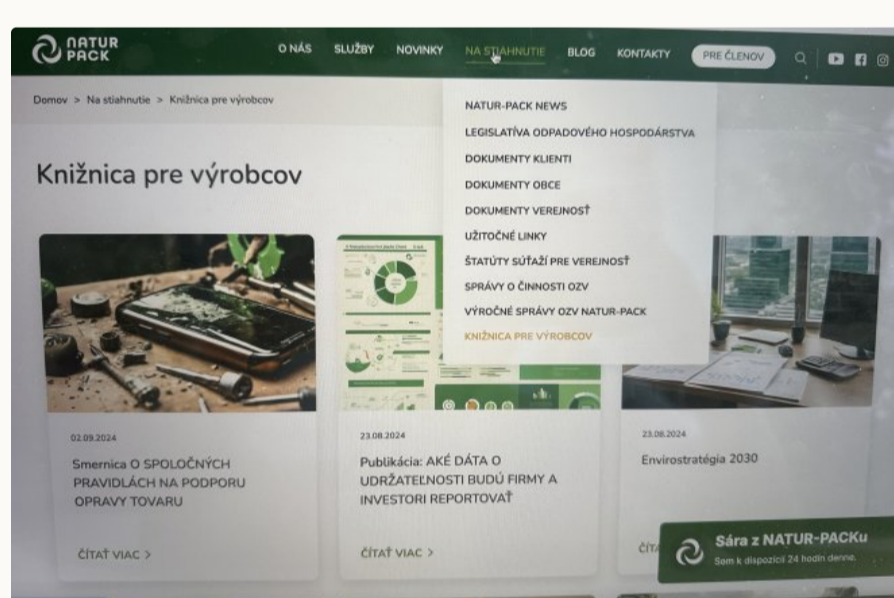 NATUR
PACK
O NÁS
SLUŽBY
NOVINKY
NA STIAHNUTIE
BLOG
KONTAKTY
PRE ČLENOV
Domov > Na stiahnutie > Knižnica pre výrobcov
NATUR-PACK NEWS
LEGISLATÍVA ODPADOVÉHO HOSPODÁRSTVA
DOKUMENTY KLIENTI
DOKUMENTY OBCE
DOKUMENTY VEREJNOSŤ
UŽITOČNÉ LINKY
ŠTATÚTY SÚŤAŽÍ PRE VEREJNOSŤ
SPRÁVY O ČINNOSTI OZV
VÝROČNÉ SPRÁVY OZV NATUR-PACK
KNIŽNICA PRE VÝROBCOV
Knižnica pre výrobcov
02.09.2024
Smernica O SPOLOČNÝCH
PRAVIDLÁCH NA PODPORU
OPRAVY TOVARU
ČÍTAŤ VIAC >
23.08.2024
Publikácia: AKÉ DÁTA O
UDRŽATEĽNOSTI BUDÚ FIRMY A
INVESTORI REPORTOVAŤ
ČÍTAŤ VIAC >
23.08.2024
Envirostratégia 2030
Sára z NATUR-PACKu
Som k dispozícii 24 hodín denne.